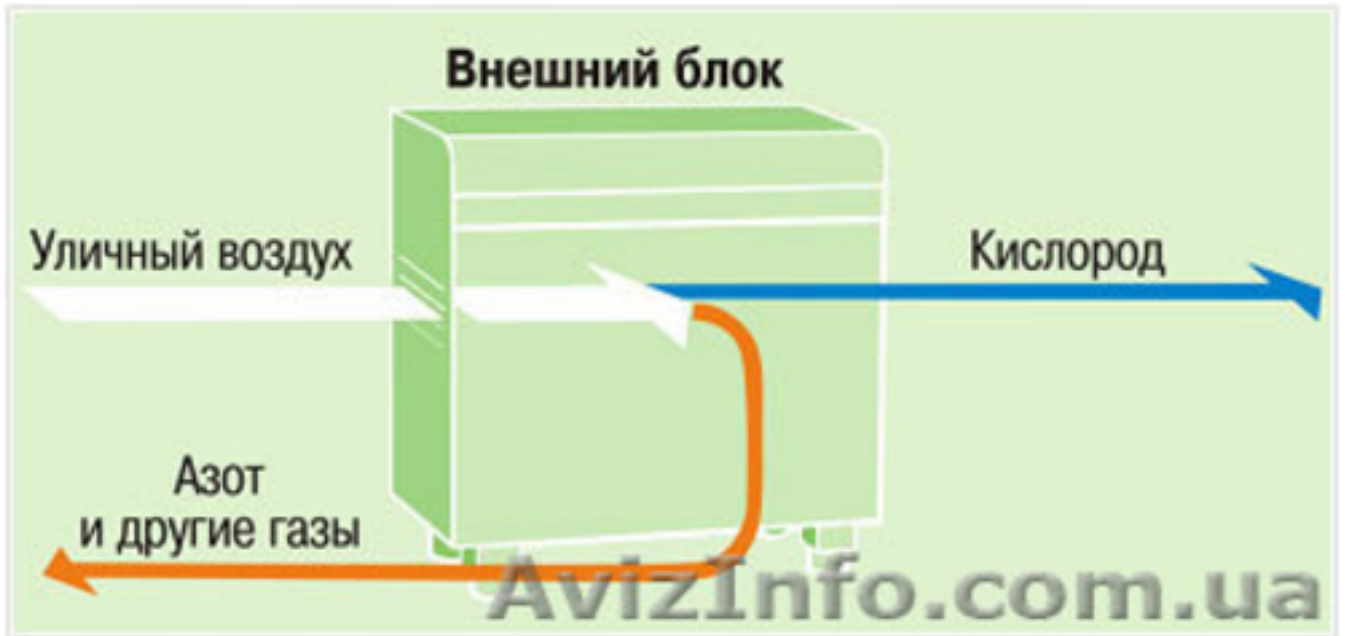 Внешний блок
Уличный воздух
Кислород
Азот
и другие газы
AvizInfo.com.ua